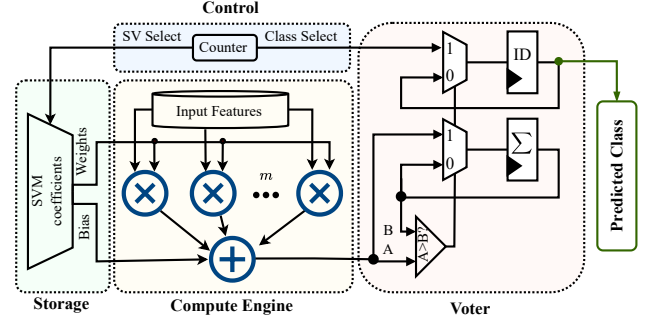 Control
SV Select
Counter
Class Select
1
0
ID
Input Features
Weights
SVM
coefficients
Bias
m
1
0
Σ
B
A
A>B?
Predicted Class
Storage
Compute Engine
Voter